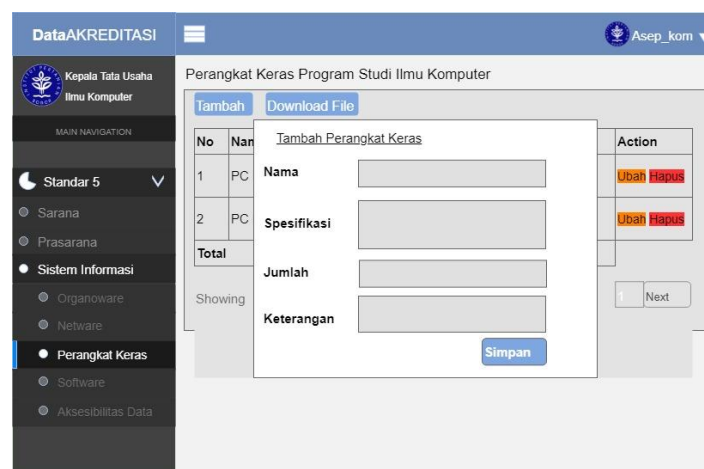 DataAKREDITASI
Asep_kom
Kepala Tata Usaha
Ilmu Komputer
MAIN NAVIGATION
Standar 5
Sarana
Prasarana
Sistem Informasi
Organoware
Netware
Perangkat Keras
Software
Aksesibilitas Data
Perangkat Keras Program Studi Ilmu Komputer
Tambah Download File
No Nan Action
1 PC Ubah Hapus
2 PC Ubah Hapus
Total
Showing 1 Next
Tambah Perangkat Keras
Nama
Spesifikasi
Jumlah
Keterangan
Simpan